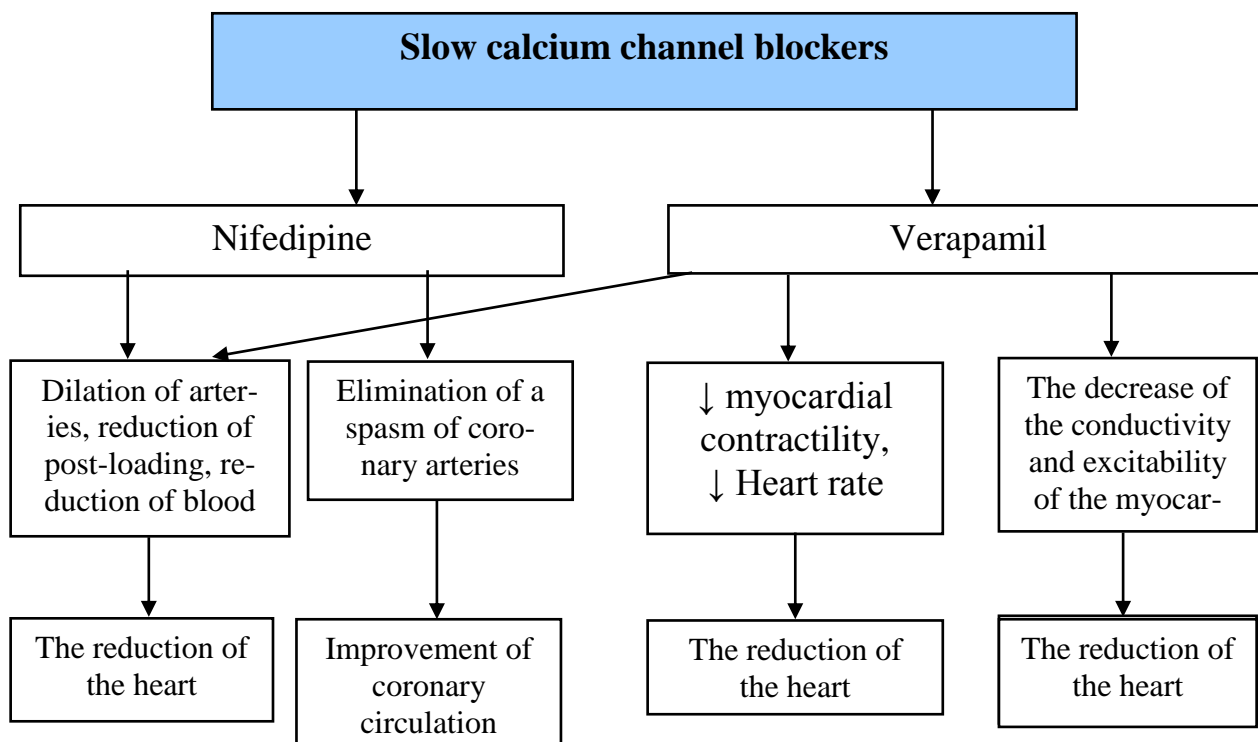 Slow calcium channel blockers
Nifedipine
Verapamil
Dilation of arter-
ies, reduction of
post-loading, re-
duction of blood
Elimination of a
spasm of coro-
nary arteries
↓ myocardial
contractility,
↓ Heart rate
The decrease of
the conductivity
and excitability
of the myocar-
The reduction of
the heart
Improvement of
coronary
circulation
The reduction of
the heart
The reduction of
the heart